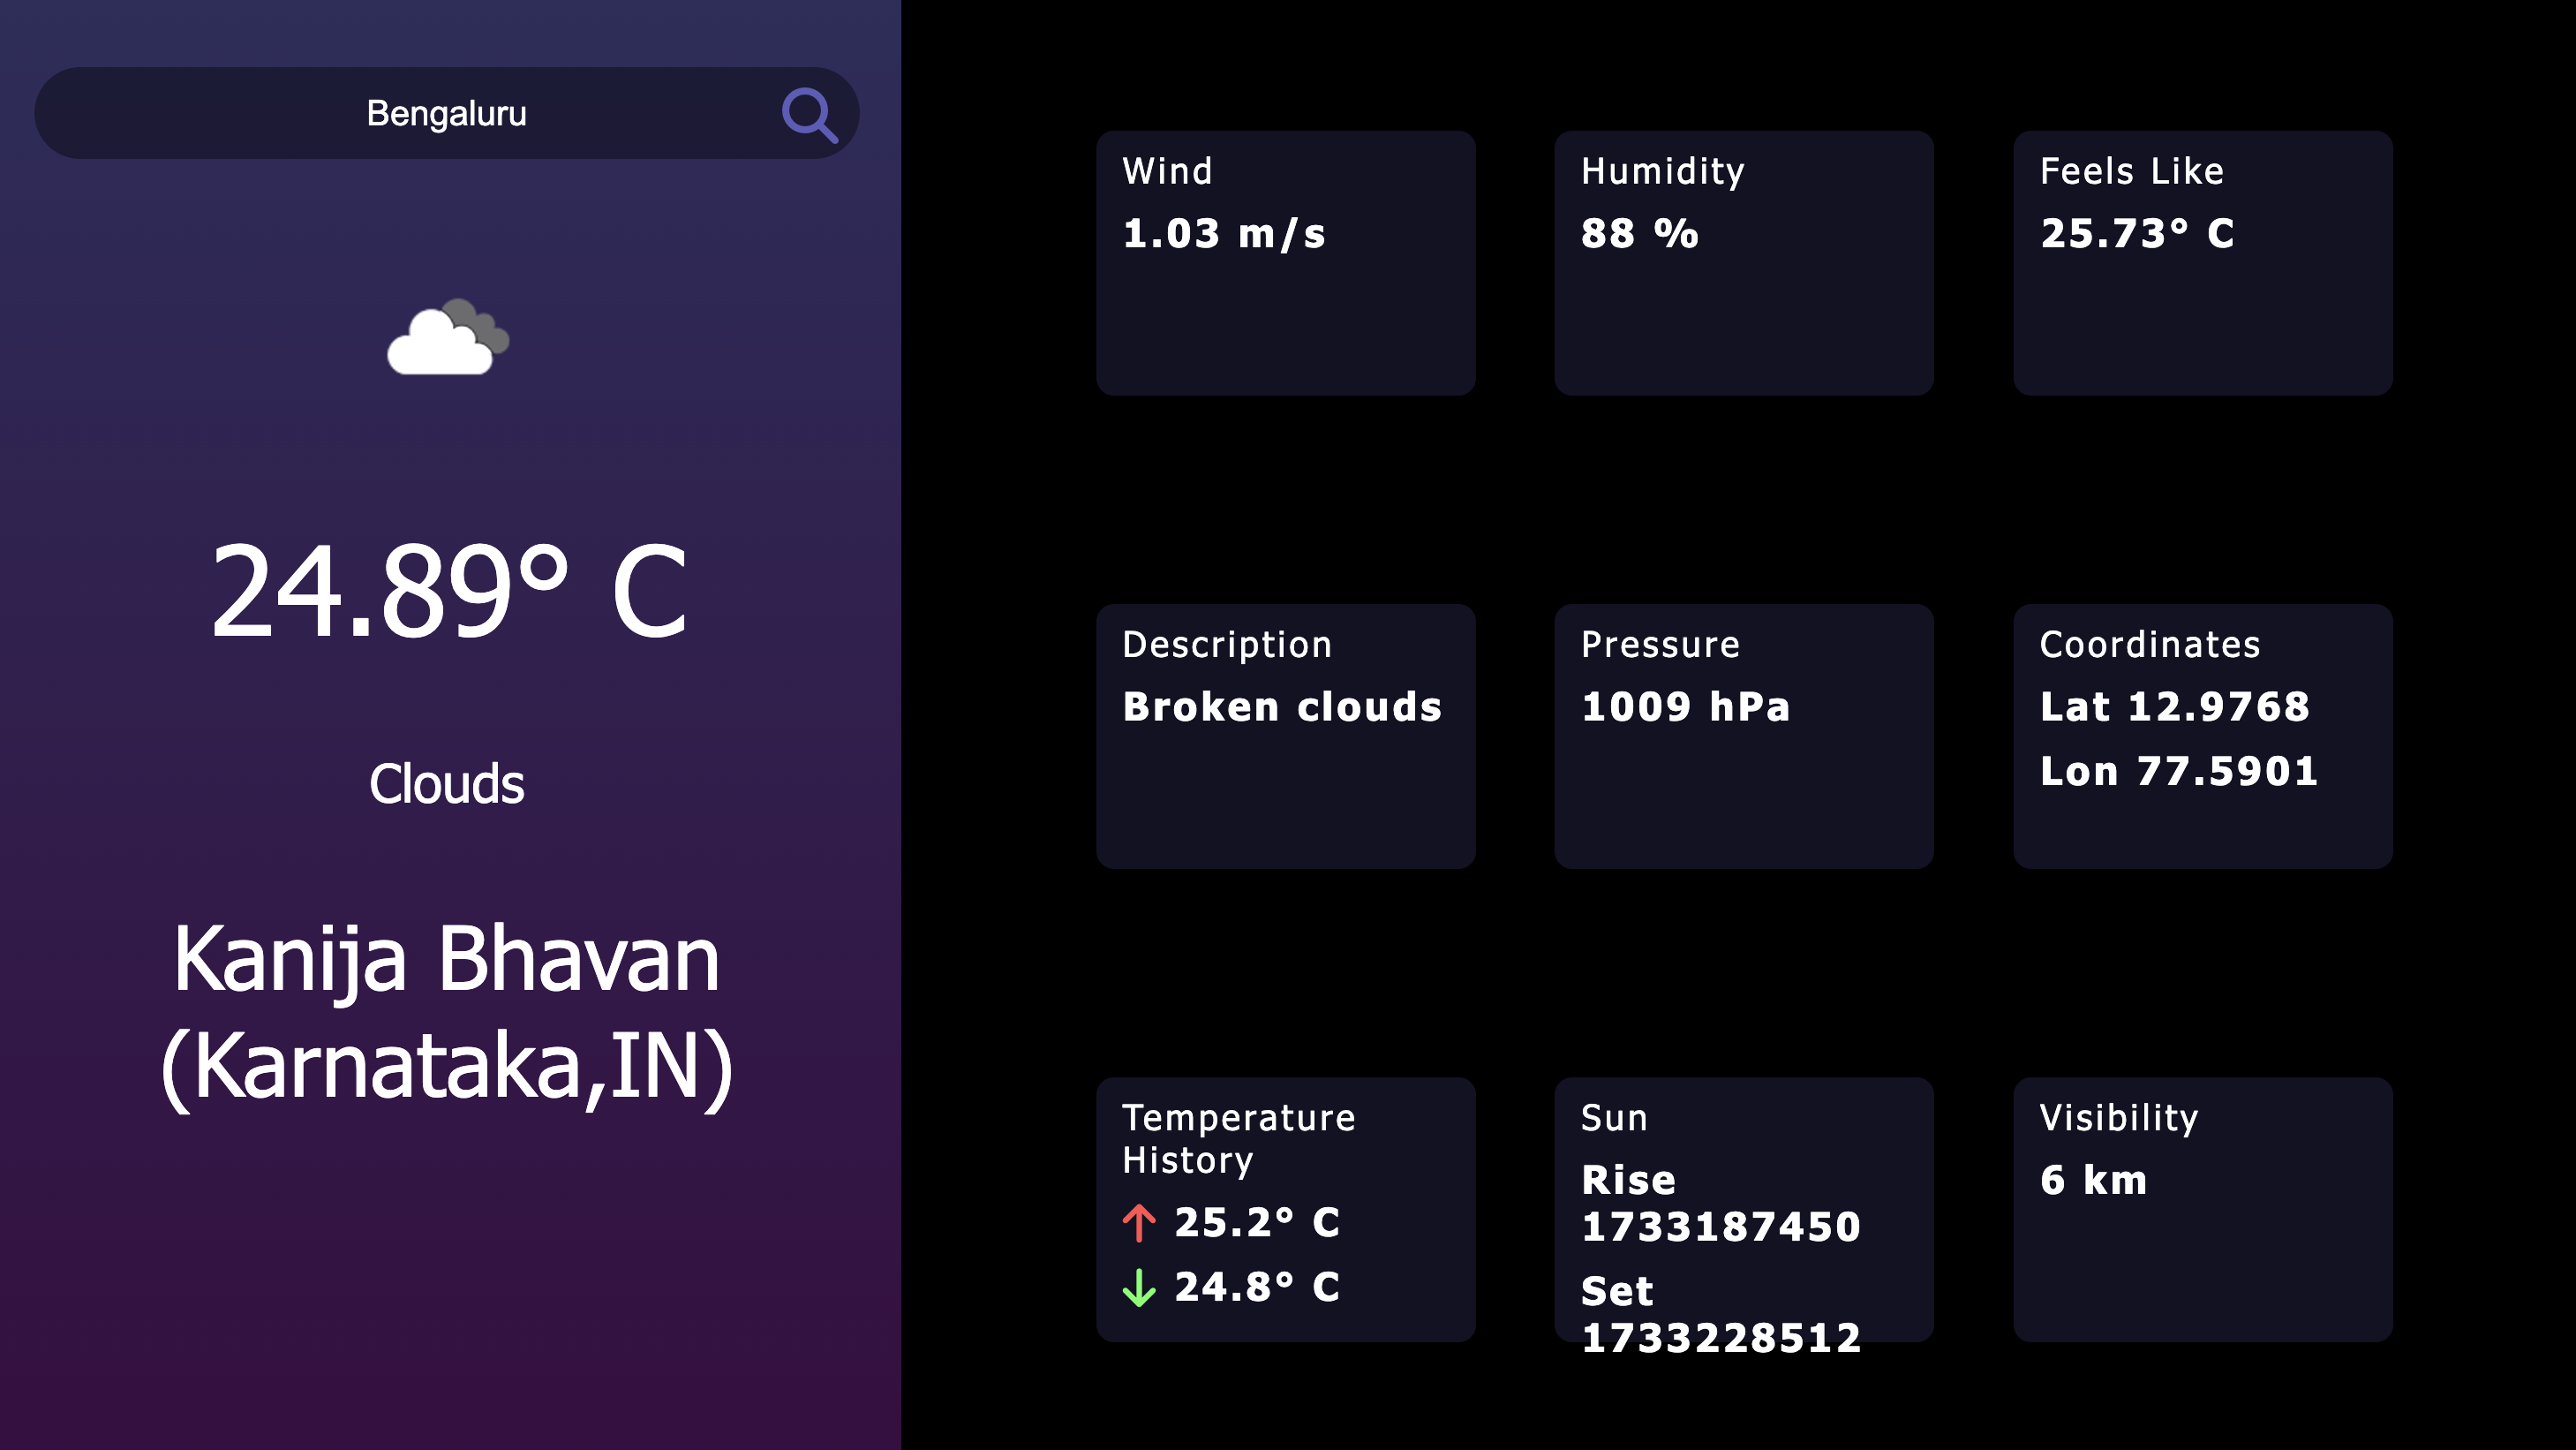 Bengaluru
24.89° C
Clouds
Kanija Bhavan
(Karnataka,IN)
Wind
1.03 m/s
Humidity
88 %
Feels Like
25.73° C
Description
Broken clouds
Pressure
1009 hPa
Coordinates
Lat 12.9768
Lon 77.5901
Temperature
History
25.2° C
24.8° C
Sun
Rise
1733187450
Set
1733228512
Visibility
6 km